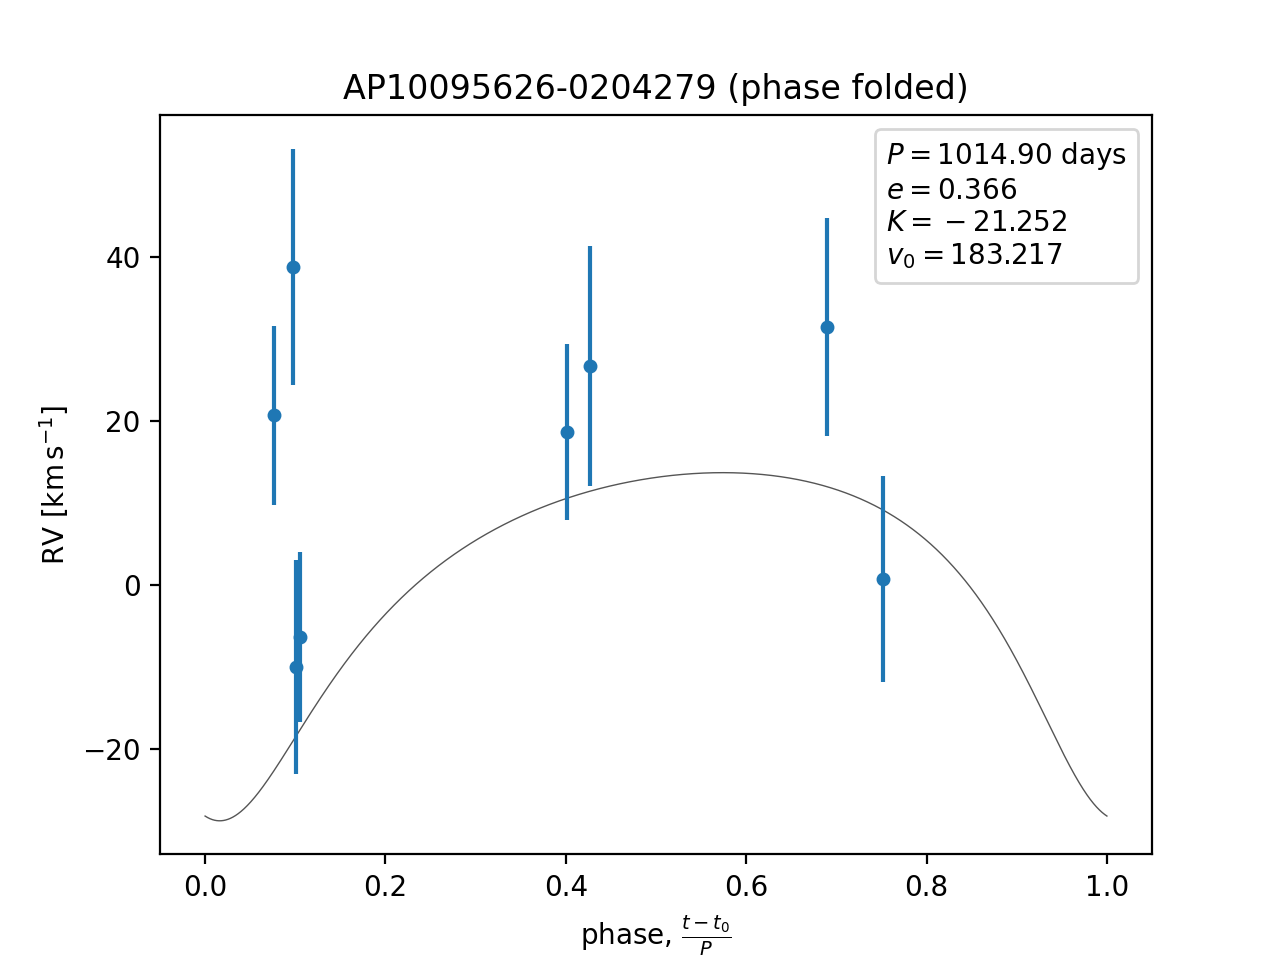 AP10095626-0204279 (phase folded)
P = 1014.90 days
e = 0.366
K = −21.252
v₀ = 183.217
RV [km s⁻¹]
40
20
0
−20
0.0 0.2 0.4 0.6 0.8 1.0
phase, (t − t₀)/P